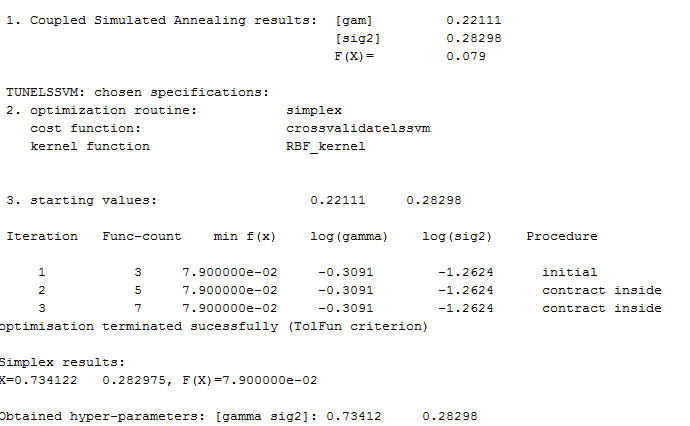 1. Coupled Simulated Annealing results: [gam] 0.22111
[sig2] 0.28298
F(X)= 0.079
TUNELSSVM: chosen specifications:
2. optimization routine: simplex
cost function: crossvalidatelssvm
kernel function RBF_kernel
3. starting values: 0.22111 0.28298
Iteration Func-count min f(x) log(gamma) log(sig2) Procedure
1 3 7.900000e-02 -0.3091 -1.2624 initial
2 5 7.900000e-02 -0.3091 -1.2624 contract inside
3 7 7.900000e-02 -0.3091 -1.2624 contract inside
optimisation terminated sucessfully (TolFun criterion)
Simplex results:
X=0.734122 0.282975, F(X)=7.900000e-02
Obtained hyper-parameters: [gamma sig2]: 0.73412 0.28298